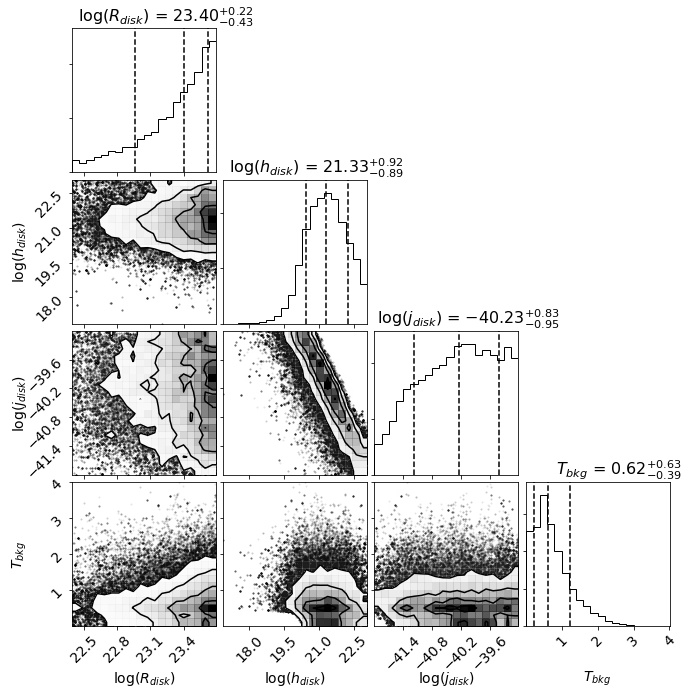 log(R_disk) = 23.40^{+0.22}_{-0.43}
log(h_disk) = 21.33^{+0.92}_{-0.89}
log(h_disk)
22.5
21.0
19.5
18.0
log(j_disk) = −40.23^{+0.83}_{-0.95}
log(j_disk)
−39.6
−40.2
−40.8
−41.4
T_bkg = 0.62^{+0.63}_{-0.39}
T_bkg
4
3
2
1
22.5 22.8 23.1 23.4 18.0 19.5 21.0 22.5 −41.4 −40.8 −40.2 −39.6 1 2 3 4
log(R_disk) log(h_disk) log(j_disk) T_bkg